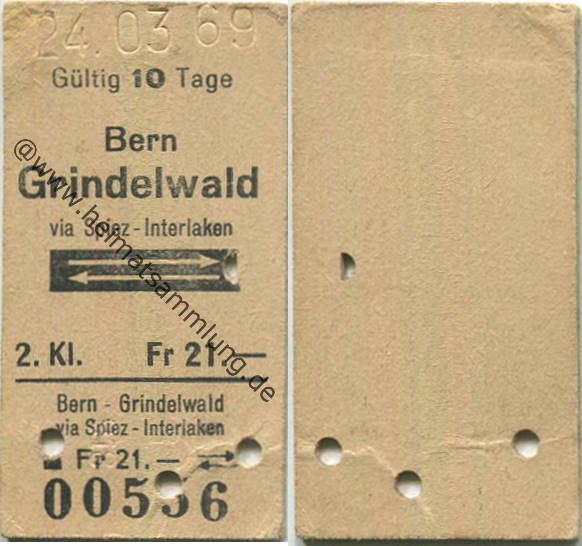 24.03 69
Gültig 10 Tage
Bern
Grindelwald
via Spiez - Interlaken
2. Kl. Fr 21.—
Bern - Grindelwald
via Spiez - Interlaken
Fr 21.—
00556
@www.heimatsammlung.de